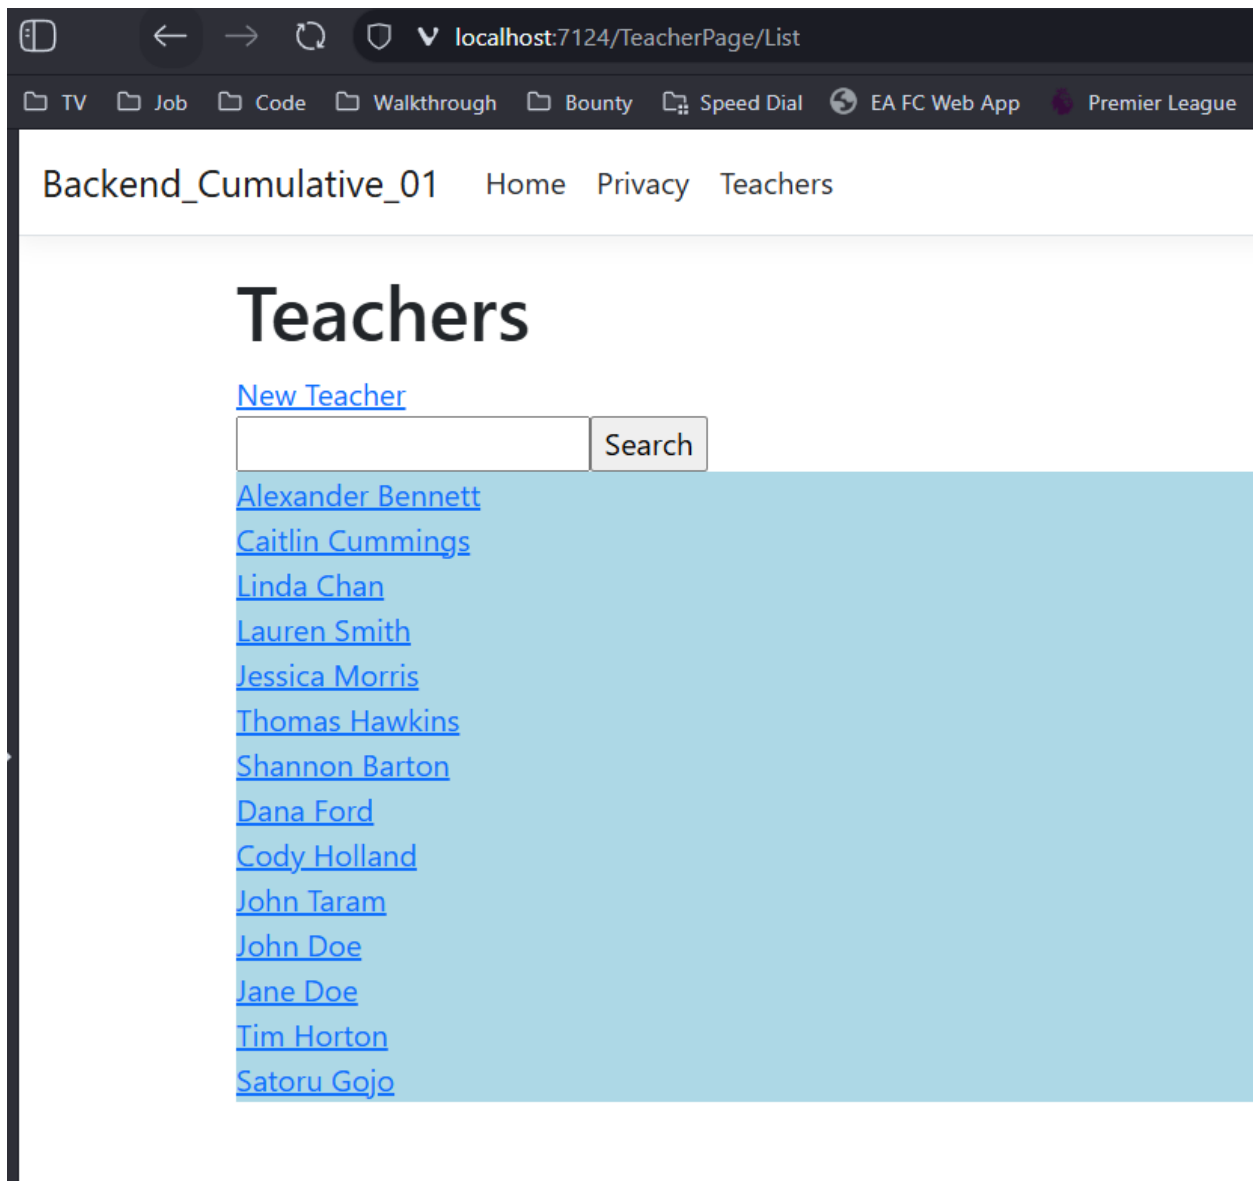 localhost:7124/TeacherPage/List
TV Job Code Walkthrough Bounty Speed Dial EA FC Web App Premier League
Backend_Cumulative_01 Home Privacy Teachers
Teachers
New Teacher
Search
Alexander Bennett
Caitlin Cummings
Linda Chan
Lauren Smith
Jessica Morris
Thomas Hawkins
Shannon Barton
Dana Ford
Cody Holland
John Taram
John Doe
Jane Doe
Tim Horton
Satoru Gojo